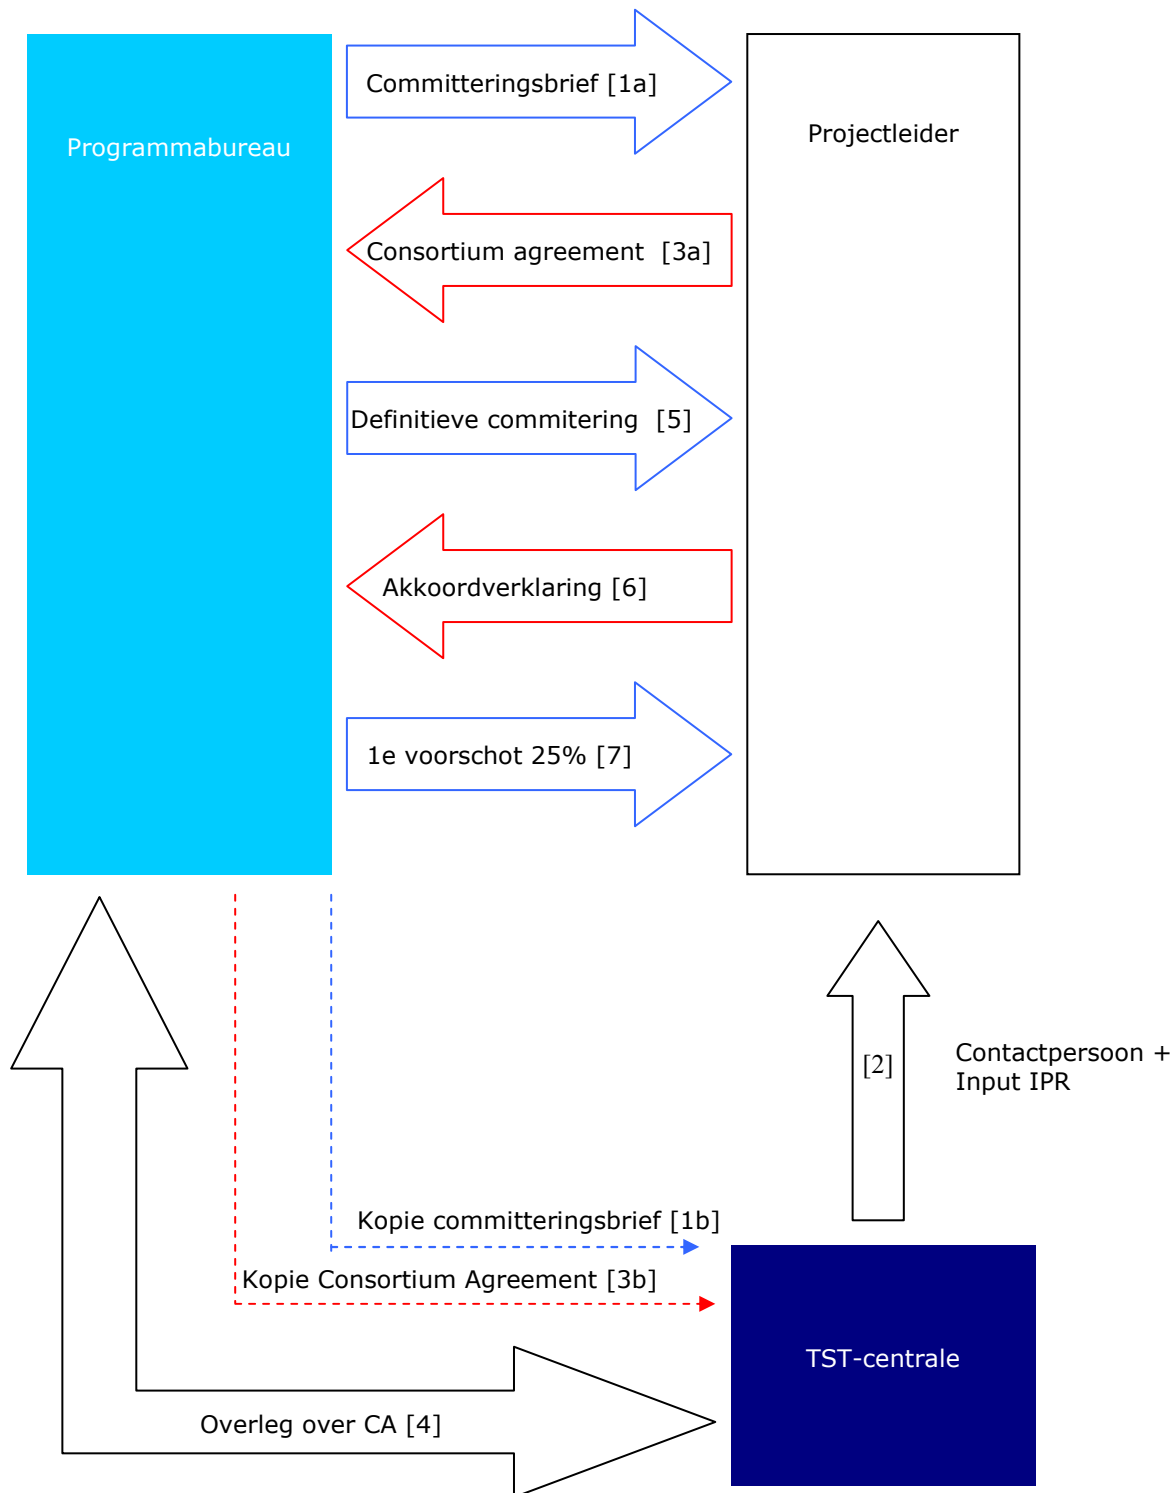 Committeringsbrief [1a]
Programmabureau
Projectleider
Consortium agreement [3a]
Definitieve commitering [5]
Akkoordverklaring [6]
1e voorschot 25% [7]
[2]
Contactpersoon +
Input IPR
Kopie committeringsbrief [1b]
Kopie Consortium Agreement [3b]
TST-centrale
Overleg over CA [4]